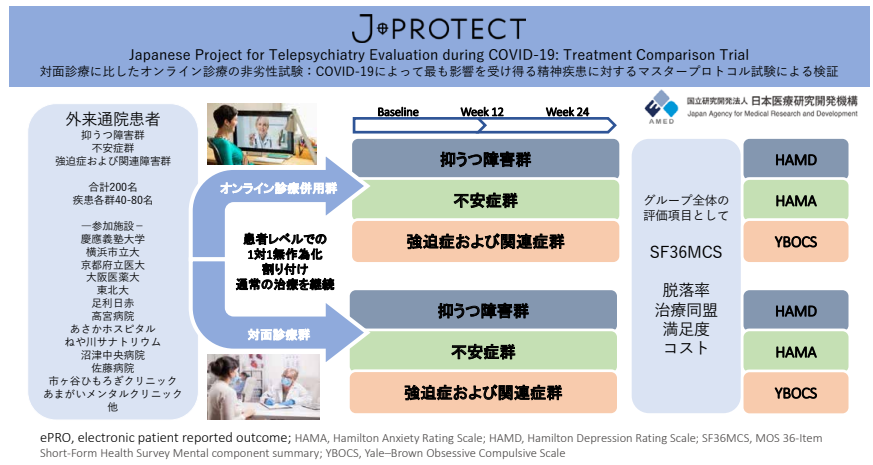 J PROTECT
Japanese Project for Telepsychiatry Evaluation during COVID-19: Treatment Comparison Trial
対面診療に比したオンライン診療の非劣性試験：COVID-19によって最も影響を受け得る精神疾患に対するマスタープロトコル試験による検証
外来通院患者
抑うつ障害群
不安症群
強迫症および関連障害群
合計200名
疾患各群40-80名
―参加施設－
慶應義塾大学
横浜市立大
京都府立医大
大阪医薬大
東北大
足利日赤
高宮病院
あさかホスピタル
ねや川サナトリウム
沼津中央病院
佐藤病院
市ヶ谷ひもろぎクリニック
あまがいメンタルクリニック
他
オンライン診療併用群
患者レベルでの
1対1無作為化
割り付け
通常の治療を継続
対面診療群
Baseline
Week 12
Week 24
抑うつ障害群
不安症群
強迫症および関連症群
抑うつ障害群
不安症群
強迫症および関連症群
AMED
国立研究開発法人 日本医療研究開発機構
Japan Agency for Medical Research and Development
グループ全体の
評価項目として
SF36MCS
脱落率
治療同盟
満足度
コスト
HAMD
HAMA
YBOCS
HAMD
HAMA
YBOCS
ePRO, electronic patient reported outcome; HAMA, Hamilton Anxiety Rating Scale; HAMD, Hamilton Depression Rating Scale; SF36MCS, MOS 36-Item
Short-Form Health Survey Mental component summary; YBOCS, Yale–Brown Obsessive Compulsive Scale